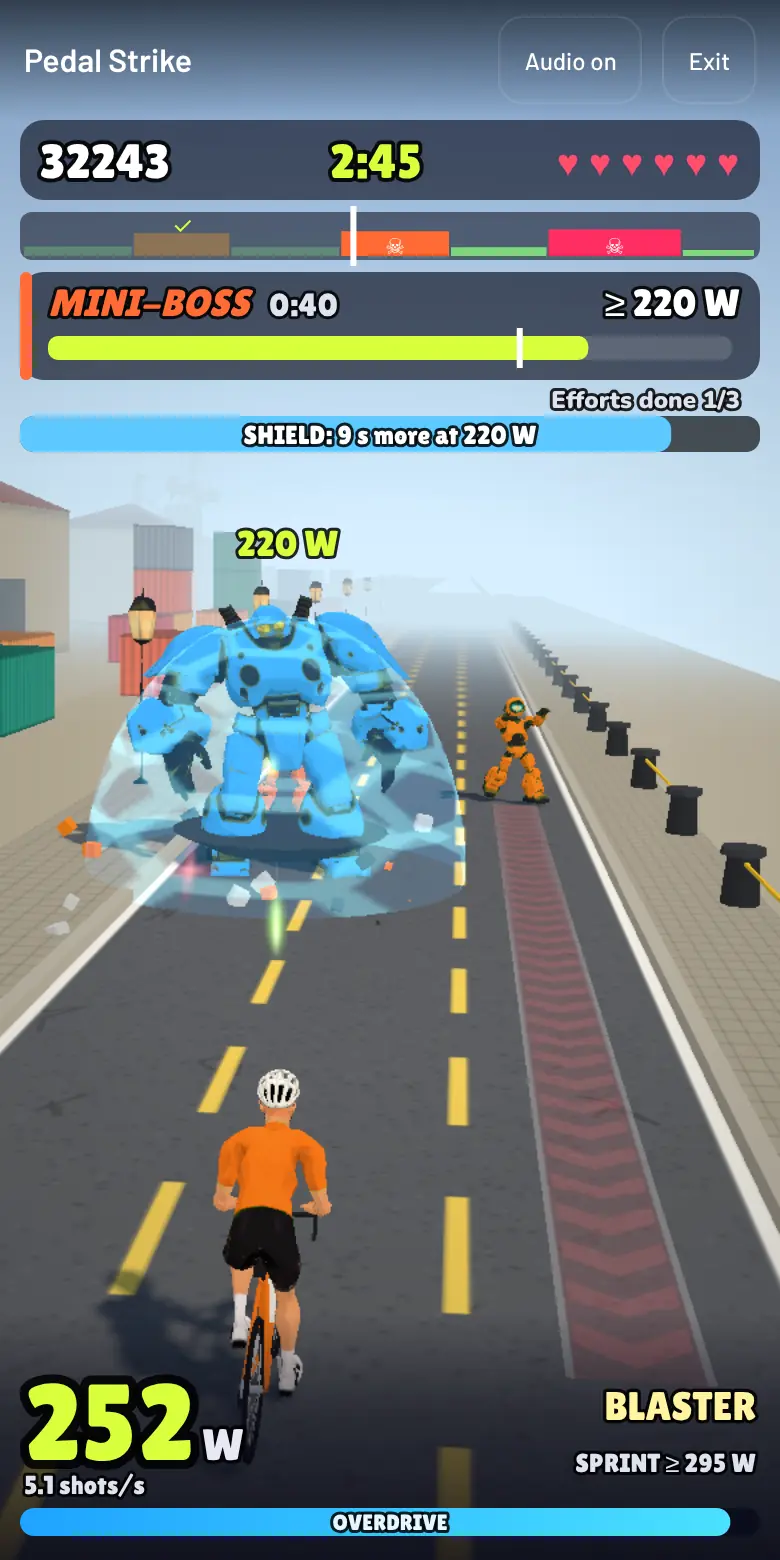 Pedal Strike
Audio on
Exit
32243
2:45
MINI-BOSS 0:40
≥ 220 W
Efforts done 1/3
SHIELD: 9 s more at 220 W
220 W
252 W
5.1 shots/s
BLASTER
SPRINT ≥ 295 W
OVERDRIVE